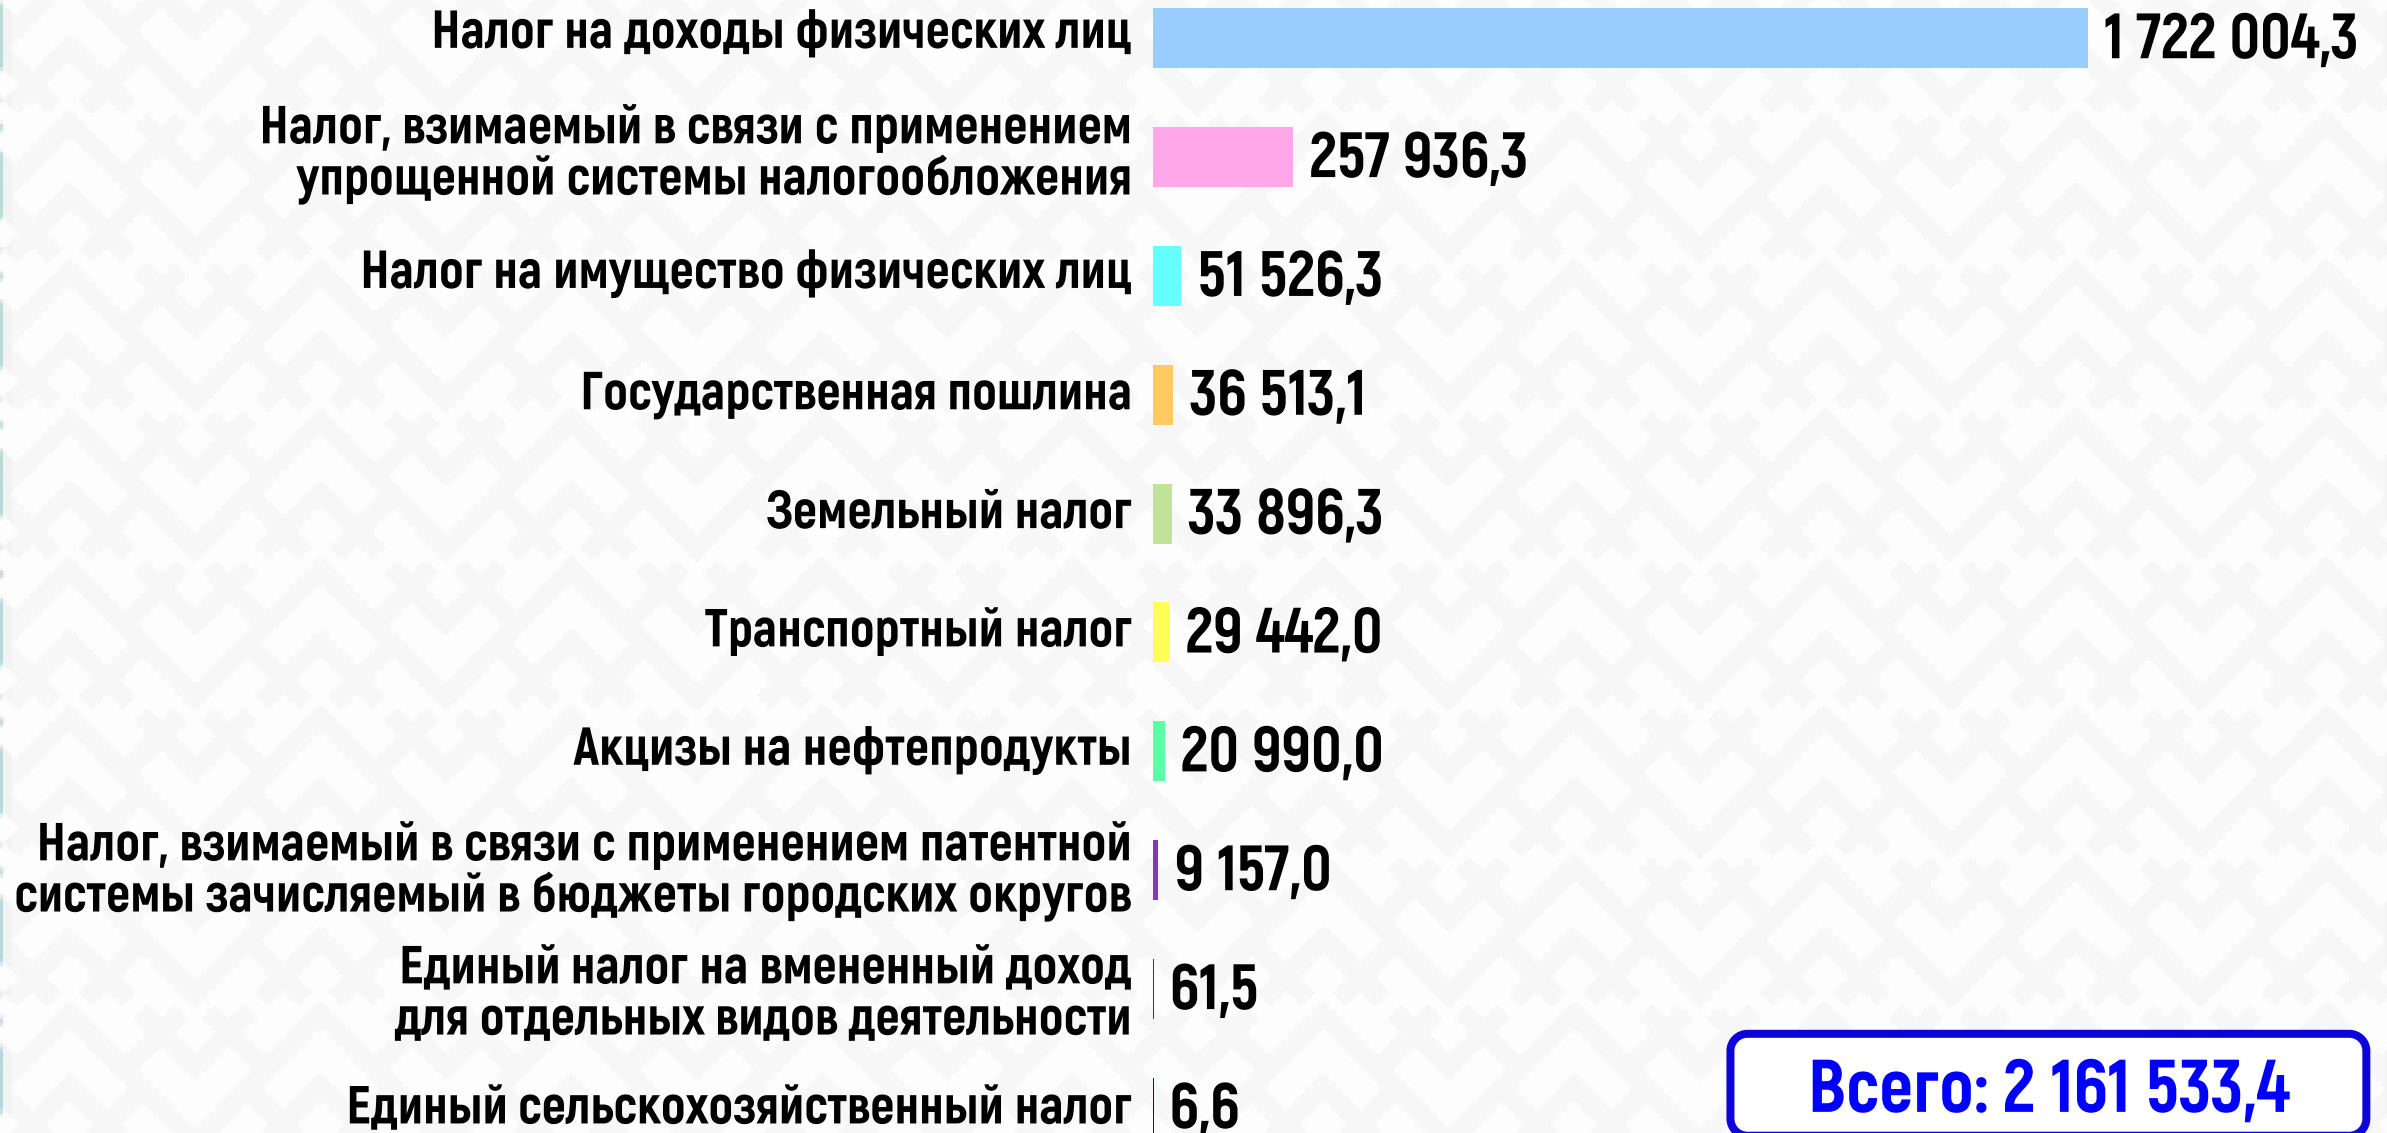 Налог на доходы физических лиц 1 722 004,3
Налог, взимаемый в связи с применением
упрощенной системы налогообложения 257 936,3
Налог на имущество физических лиц 51 526,3
Государственная пошлина 36 513,1
Земельный налог 33 896,3
Транспортный налог 29 442,0
Акцизы на нефтепродукты 20 990,0
Налог, взимаемый в связи с применением патентной
системы зачисляемый в бюджеты городских округов 9 157,0
Единый налог на вмененный доход
для отдельных видов деятельности 61,5
Единый сельскохозяйственный налог 6,6
Всего: 2 161 533,4